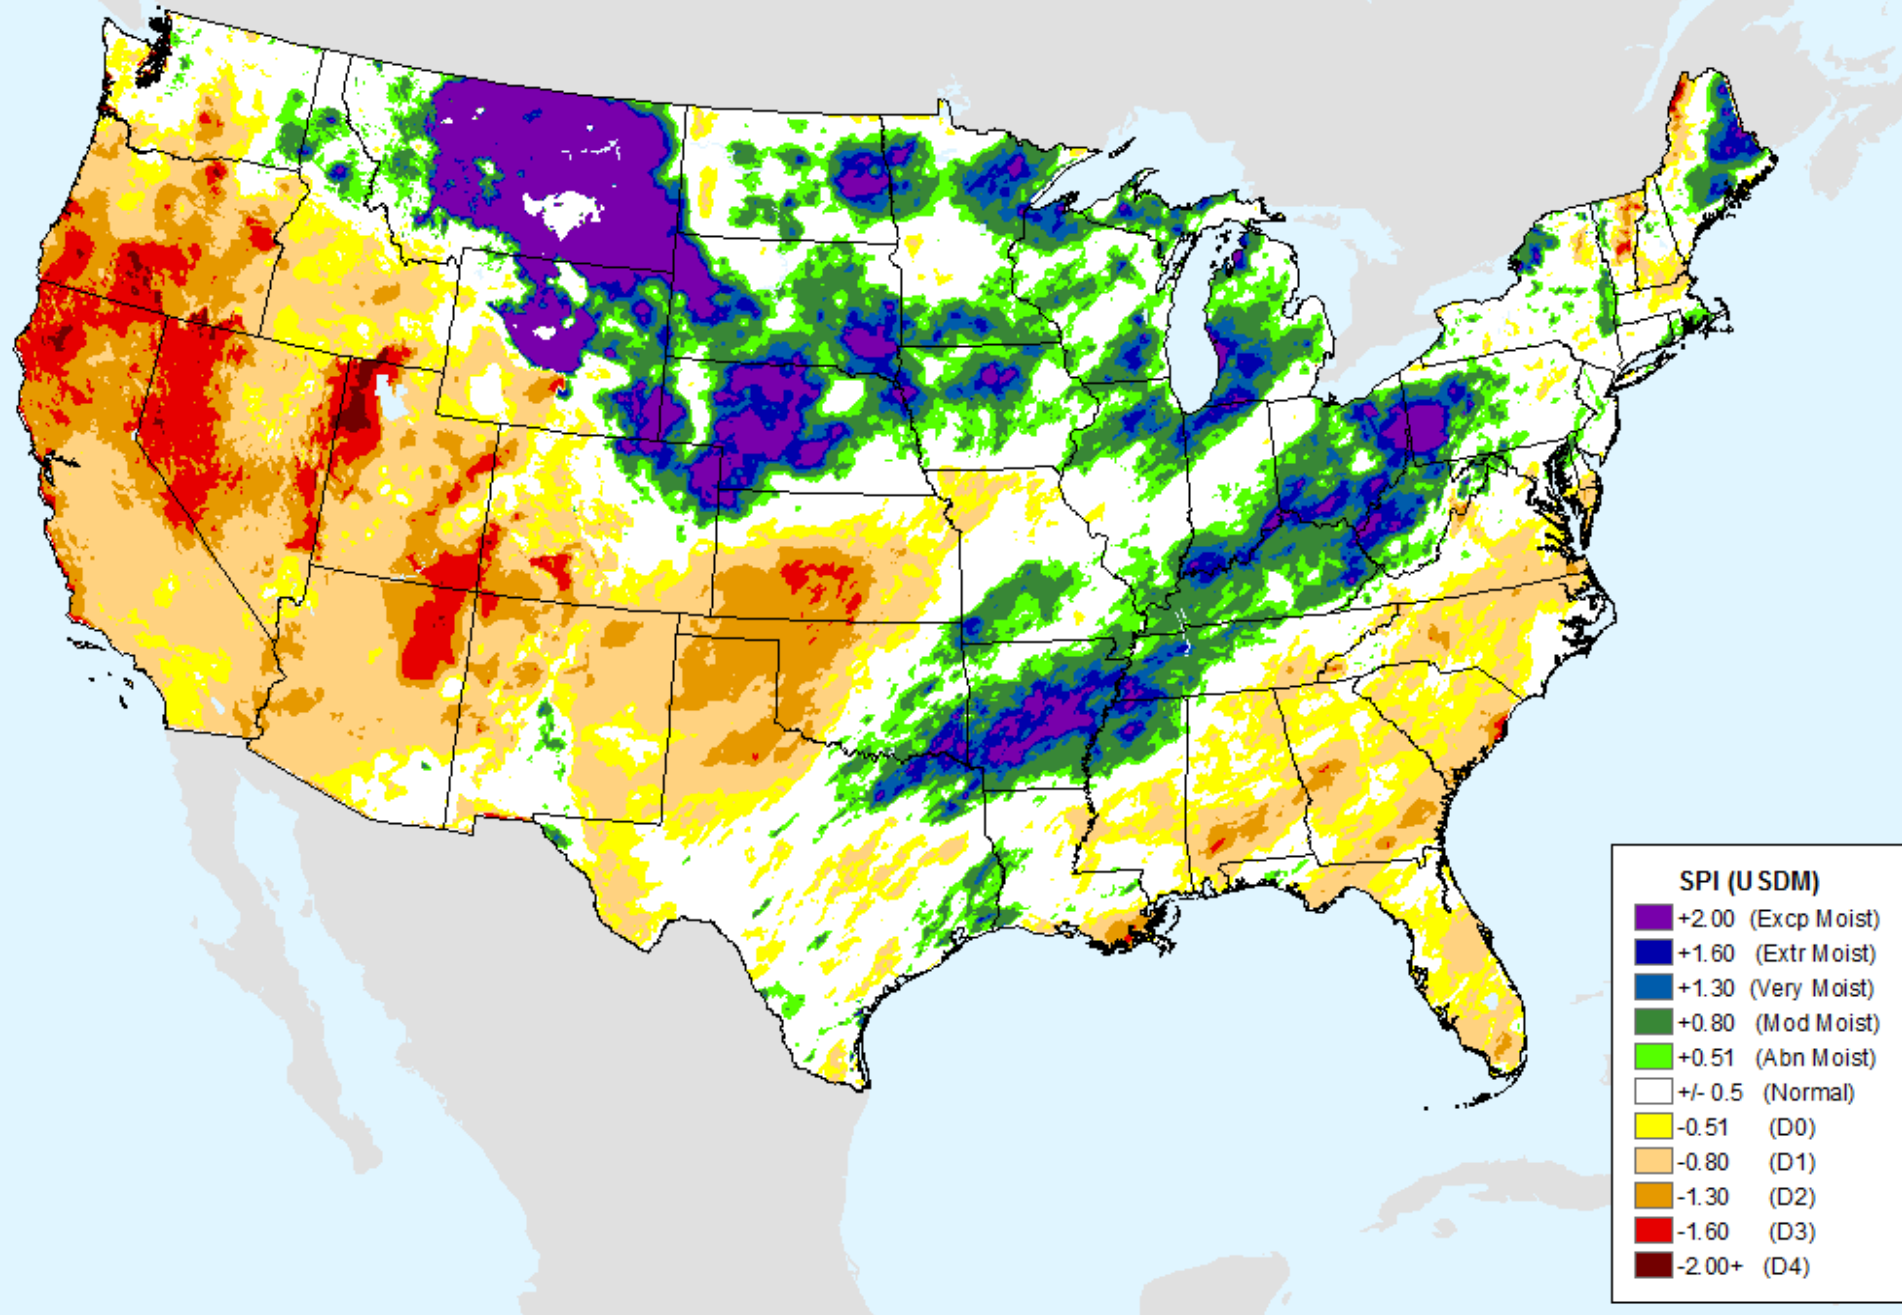 SPI (USDM)
+2.00 (Excp Moist)
+1.60 (Extr Moist)
+1.30 (Very Moist)
+0.80 (Mod Moist)
+0.51 (Abn Moist)
+/- 0.5 (Normal)
-0.51 (D0)
-0.80 (D1)
-1.30 (D2)
-1.60 (D3)
-2.00+ (D4)